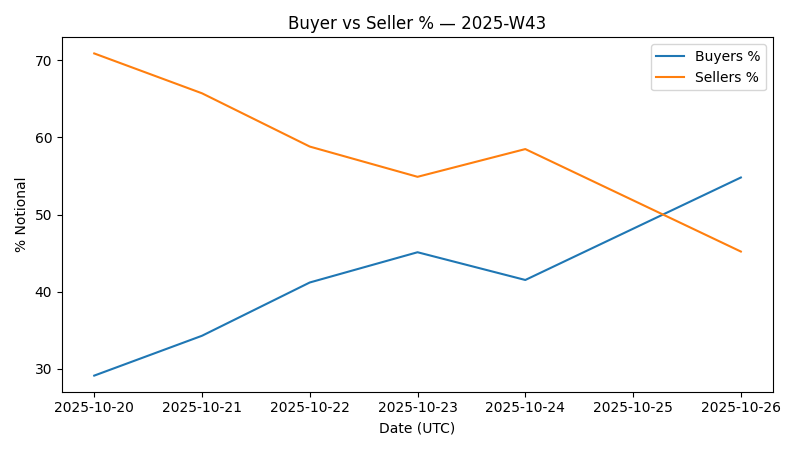 Buyer vs Seller % — 2025-W43
Buyers %
Sellers %
% Notional
70
60
50
40
30
2025-10-20 2025-10-21 2025-10-22 2025-10-23 2025-10-24 2025-10-25 2025-10-26
Date (UTC)